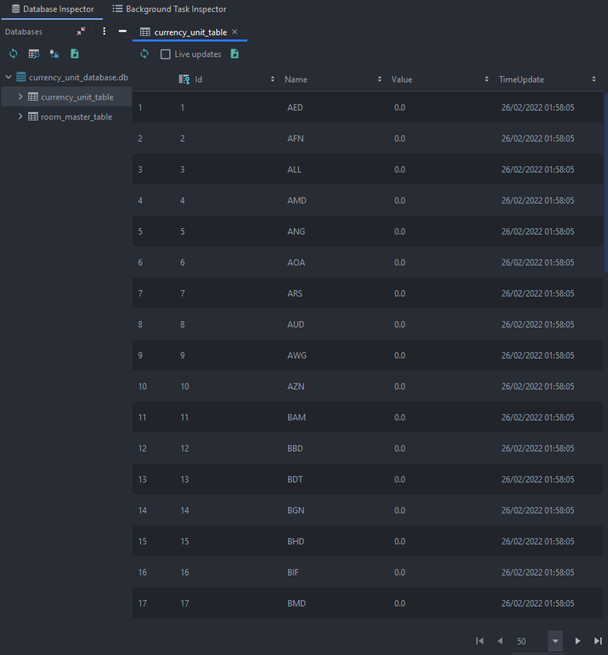 Database Inspector Background Task Inspector
Databases currency_unit_table
Live updates
currency_unit_database.db
currency_unit_table
room_master_table
Id Name Value TimeUpdate
1 1 AED 0.0 26/02/2022 01:58:05
2 2 AFN 0.0 26/02/2022 01:58:05
3 3 ALL 0.0 26/02/2022 01:58:05
4 4 AMD 0.0 26/02/2022 01:58:05
5 5 ANG 0.0 26/02/2022 01:58:05
6 6 AOA 0.0 26/02/2022 01:58:05
7 7 ARS 0.0 26/02/2022 01:58:05
8 8 AUD 0.0 26/02/2022 01:58:05
9 9 AWG 0.0 26/02/2022 01:58:05
10 10 AZN 0.0 26/02/2022 01:58:05
11 11 BAM 0.0 26/02/2022 01:58:05
12 12 BBD 0.0 26/02/2022 01:58:05
13 13 BDT 0.0 26/02/2022 01:58:05
14 14 BGN 0.0 26/02/2022 01:58:05
15 15 BHD 0.0 26/02/2022 01:58:05
16 16 BIF 0.0 26/02/2022 01:58:05
17 17 BMD 0.0 26/02/2022 01:58:05
50